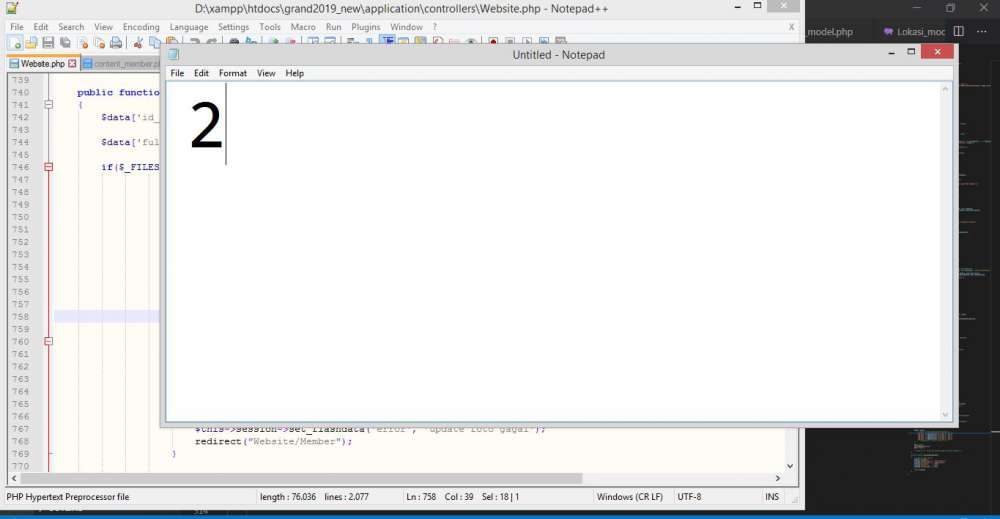 D:\xampp\htdocs\grand2019_new\application\controllers\Website.php - Notepad++
File Edit Search View Encoding Language Settings Tools Macro Run Plugins Window ? X
_model.php Lokasi_mod
Website.php content_member.p
Untitled - Notepad
File Edit Format View Help
2
739
740 public function
741 {
742 $data['id_
743
744 $data['ful
745
746 if($_FILES
747
748
749
750
751
752
753
754
755
756
757
758
759
760
761
762
763
764
765
766
767 $this->session->set_flashdata("error", "update foto gagal");
768 redirect("Website/Member");
769 }
770
PHP Hypertext Preprocessor file length : 76.036 lines : 2.077 Ln : 758 Col : 39 Sel : 18 | 1 Windows (CR LF) UTF-8 INS
314